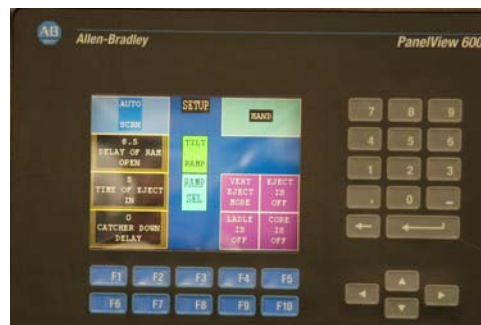 AB
Allen-Bradley
PanelView 600
AUTO
SCRN
SETUP
HAND
8.5
DELAY OF RAM
OPEN
TILT
RAMP
5
TIME OF EJECT
IN
RAMP
SEL
VERT
EJECT
MODE
EJECT
IS
OFF
0
CATCHER DOWN
DELAY
LADLE
IS
OFF
CORE
IS
OFF
7 8 9
4 5 6
1 2 3
. 0 -
F1 F2 F3 F4 F5
F6 F7 F8 F9 F10